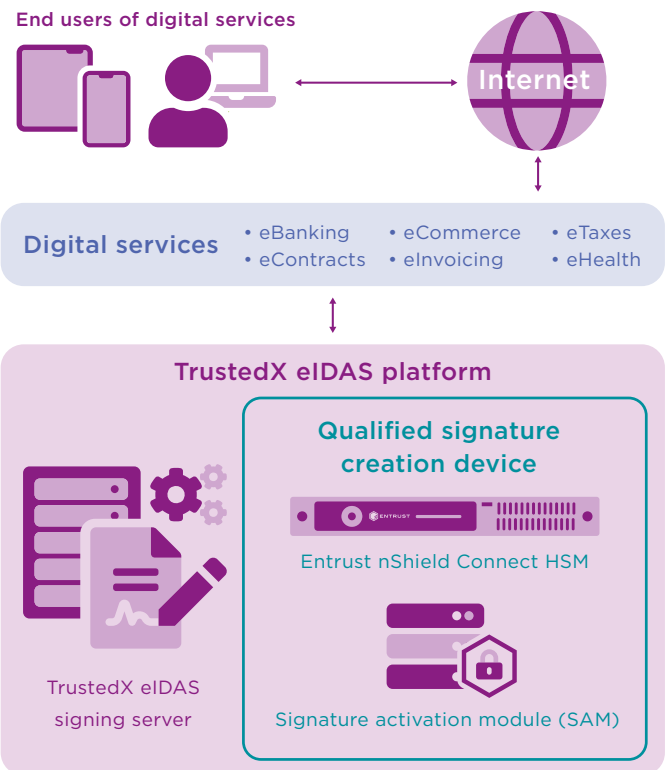 End users of digital services
Internet
Digital services
• eBanking
• eContracts
• eCommerce
• eInvoicing
• eTaxes
• eHealth
TrustedX eIDAS platform
Qualified signature
creation device
ENTRUST
Entrust nShield Connect HSM
Signature activation module (SAM)
TrustedX eIDAS
signing server